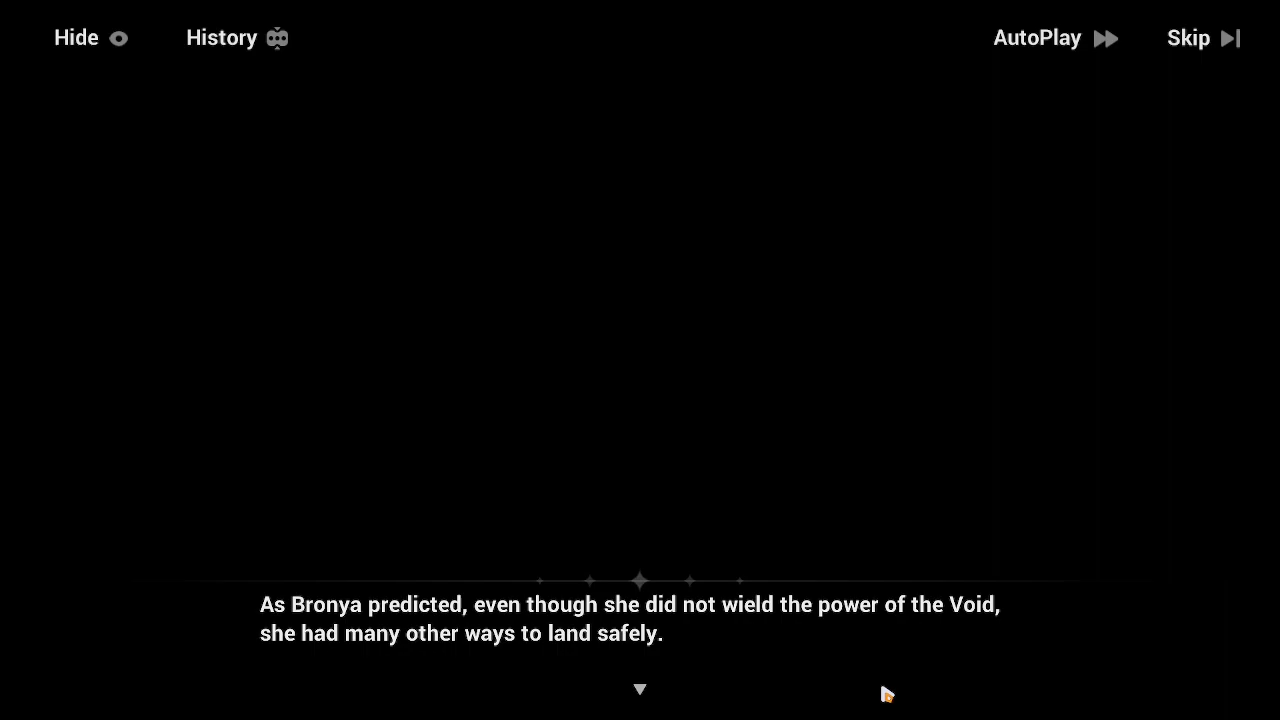 Hide
History
AutoPlay
Skip
As Bronya predicted, even though she did not wield the power of the Void,
she had many other ways to land safely.